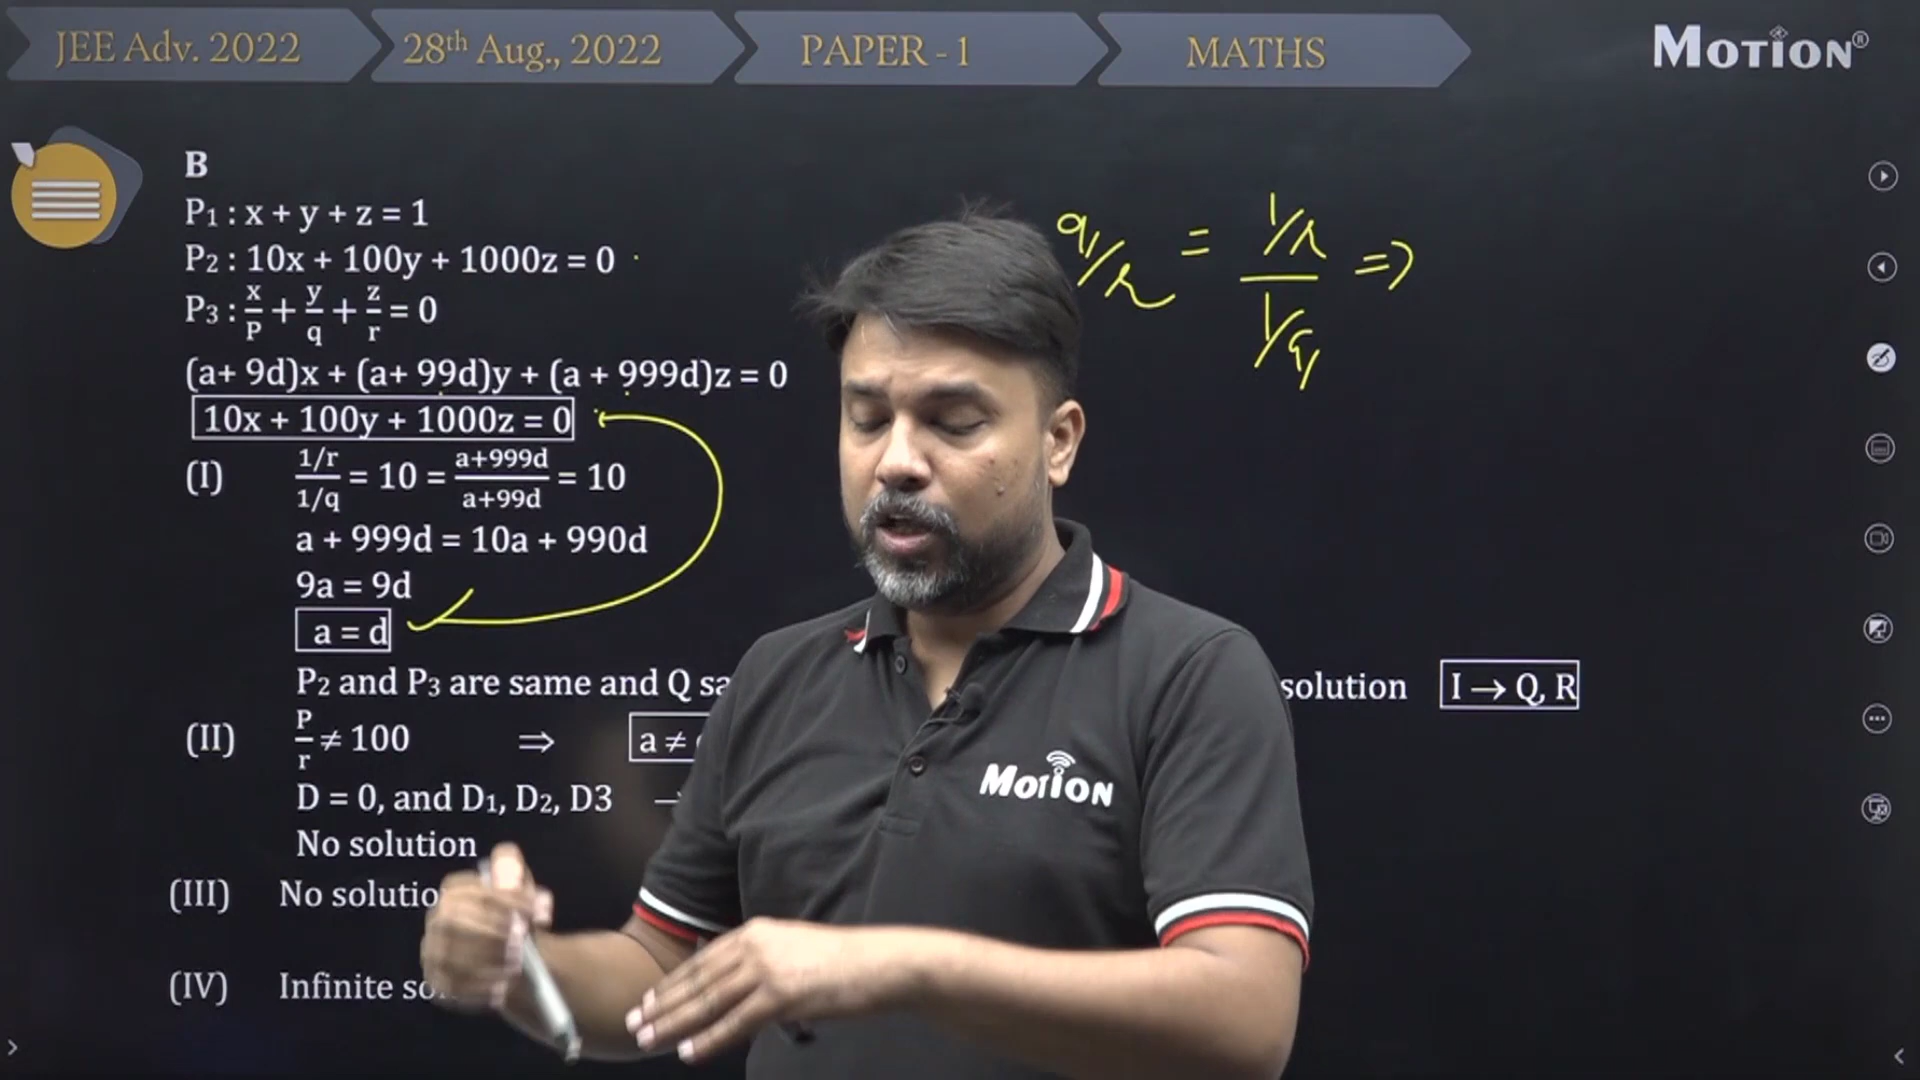 JEE Adv. 2022 28th Aug., 2022 PAPER - 1 MATHS MOTION®
B
P1 : x + y + z = 1
P2 : 10x + 100y + 1000z = 0
P3 : x/P + y/q + z/r = 0
(a+ 9d)x + (a+ 99d)y + (a + 999d)z = 0
10x + 100y + 1000z = 0
(I) 1/r / 1/q = 10 = a+999d / a+99d = 10
a + 999d = 10a + 990d
9a = 9d
a = d
P2 and P3 are same and Q solution I → Q, R
(II) P/r ≠ 100 ⇒ a ≠
D = 0, and D1, D2, D3 →
No solution
(III) No
(IV) Infinite
q/r = 1/r / 1/q ⇒
MOTION